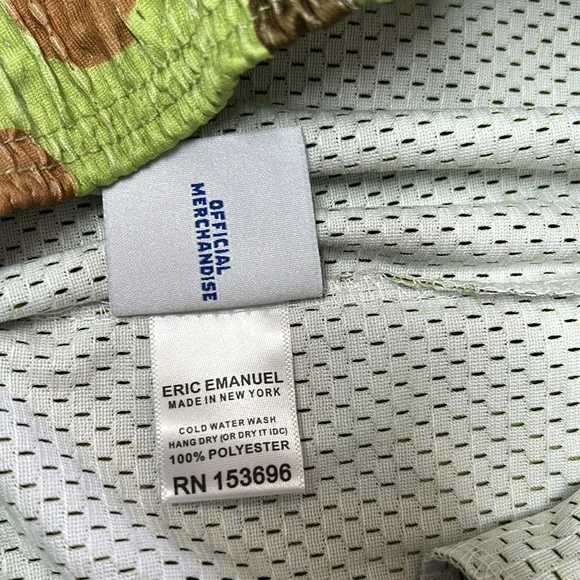 OFFICIAL
MERCHANDISE
ERIC EMANUEL
MADE IN NEW YORK
COLD WATER WASH
HANG DRY (OR DRY IT IDC)
100% POLYESTER
RN 153696